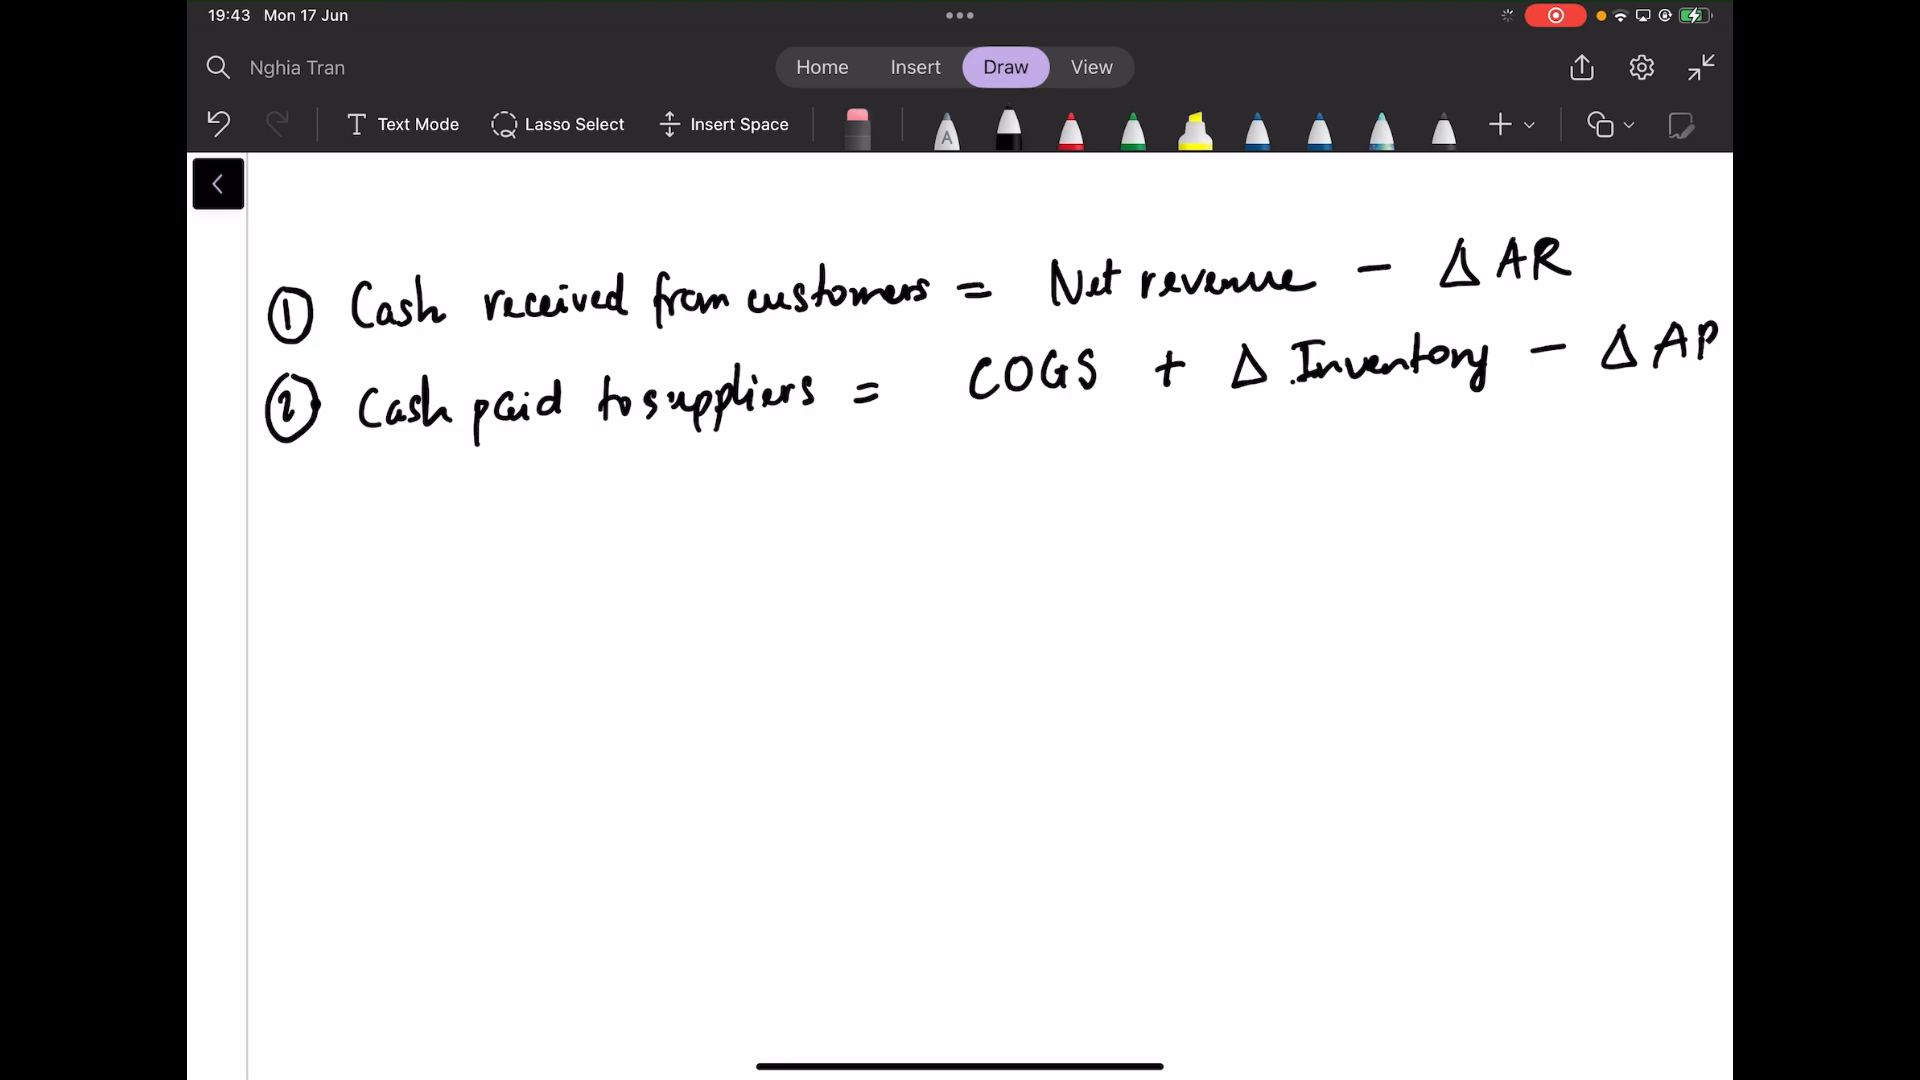 19:43 Mon 17 Jun
Nghia Tran
Home Insert Draw View
Text Mode Lasso Select Insert Space A
① Cash received from customers = Net revenue - Δ AR
② Cash paid to suppliers = COGS + Δ Inventory - Δ AP